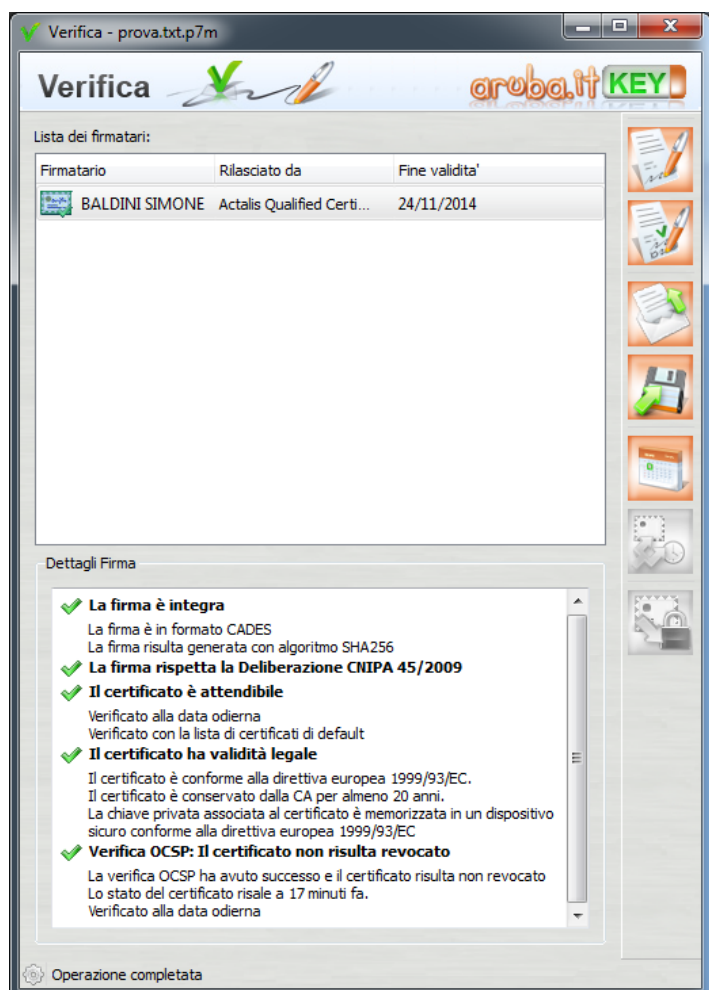 Verifica - prova.txt.p7m
Verifica
aruba.it KEY
Lista dei firmatari:
Firmatario Rilasciato da Fine validita'
BALDINI SIMONE Actalis Qualified Certi... 24/11/2014
Dettagli Firma
La firma è integra
La firma è in formato CADES
La firma risulta generata con algoritmo SHA256
La firma rispetta la Deliberazione CNIPA 45/2009
Il certificato è attendibile
Verificato alla data odierna
Verificato con la lista di certificati di default
Il certificato ha validità legale
Il certificato è conforme alla direttiva europea 1999/93/EC.
Il certificato è conservato dalla CA per almeno 20 anni.
La chiave privata associata al certificato è memorizzata in un dispositivo
sicuro conforme alla direttiva europea 1999/93/EC
Verifica OCSP: Il certificato non risulta revocato
La verifica OCSP ha avuto successo e il certificato risulta non revocato
Lo stato del certificato risale a 17 minuti fa.
Verificato alla data odierna
Operazione completata